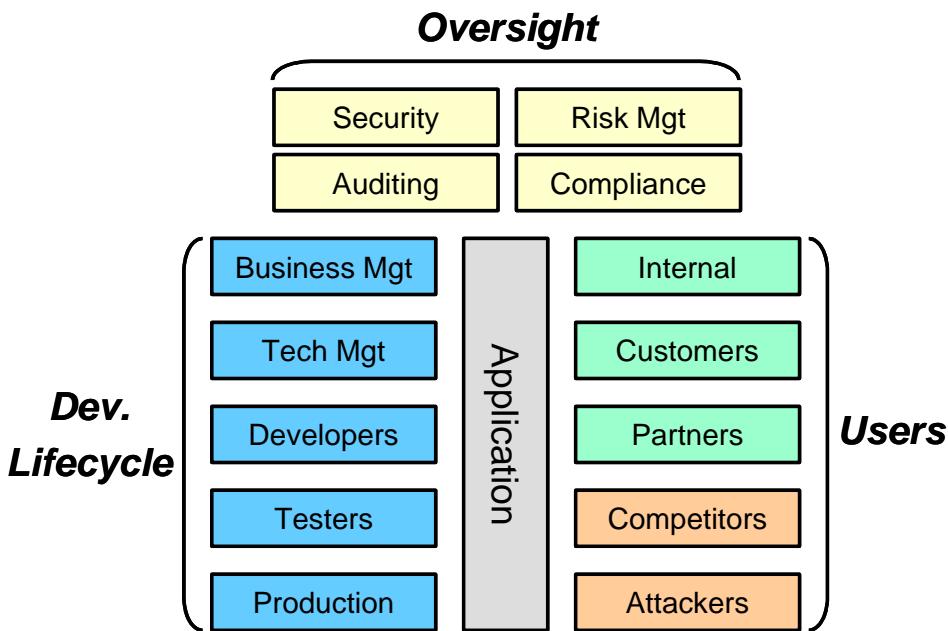 Oversight
Security
Risk Mgt
Auditing
Compliance
Business Mgt
Tech Mgt
Developers
Testers
Production
Dev.
Lifecycle
Application
Internal
Customers
Partners
Competitors
Attackers
Users